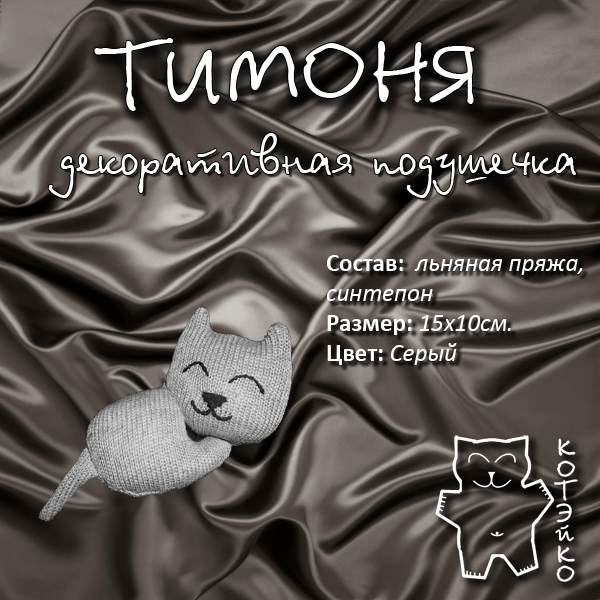 Тимоня
декоративная подушечка
Состав: льняная пряжа,
синтепон
Размер: 15х10см.
Цвет: Серый
КОТЭЙКО